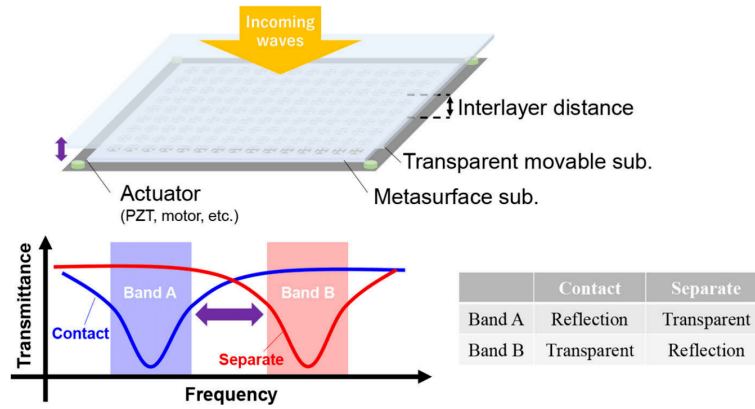 Incoming
waves
Interlayer distance
Transparent movable sub.
Actuator
(PZT, motor, etc.)
Metasurface sub.
Transmittance
Band A
Band B
Contact
Separate
Frequency
Contact Separate
Band A Reflection Transparent
Band B Transparent Reflection